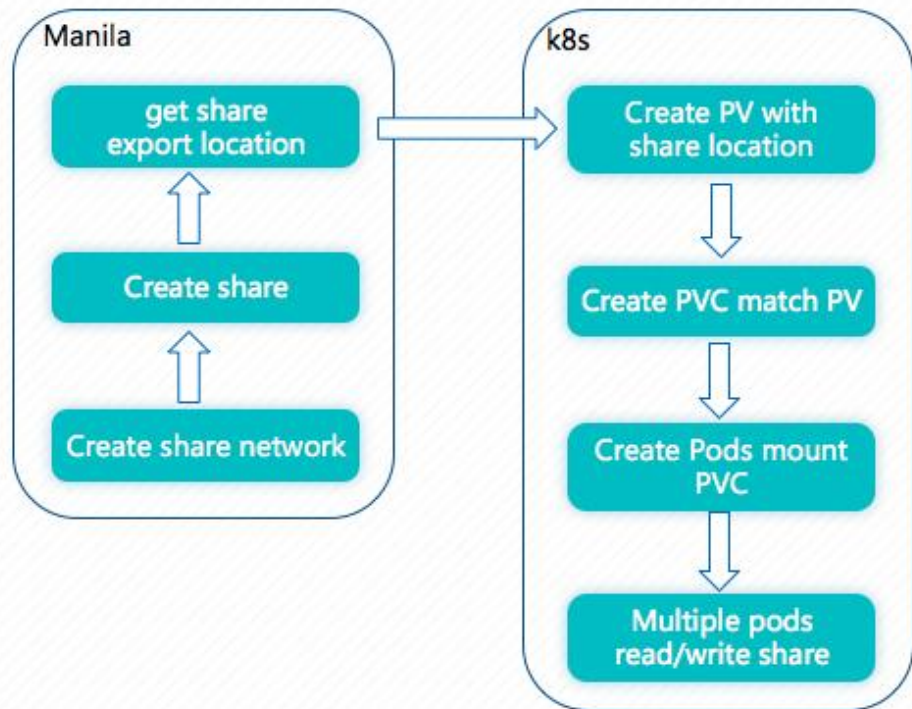 Manila
get share
export location
Create share
Create share network
k8s
Create PV with
share location
Create PVC match PV
Create Pods mount
PVC
Multiple pods
read/write share